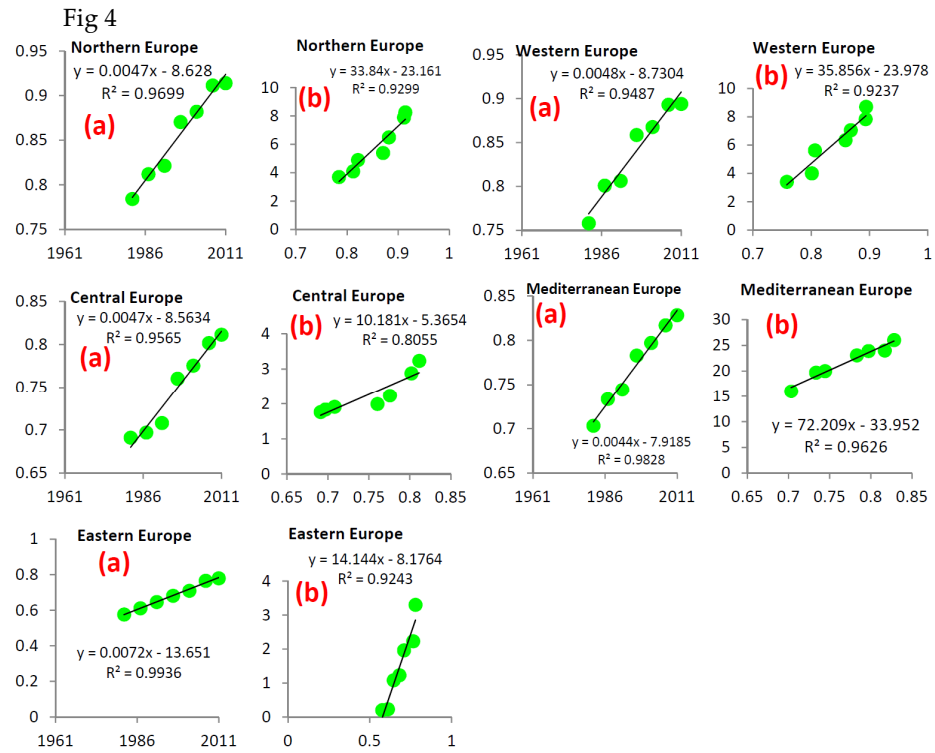 Fig 4
Northern Europe
y = 0.0047x - 8.628
R² = 0.9699
(a)
0.95
0.9
0.85
0.8
0.75
1961 1986 2011
Northern Europe
y = 33.84x - 23.161
R² = 0.9299
(b)
10
8
6
4
2
0
0.7 0.8 0.9 1
Western Europe
y = 0.0048x - 8.7304
R² = 0.9487
(a)
0.95
0.9
0.85
0.8
0.75
1961 1986 2011
Western Europe
(b)
y = 35.856x - 23.978
R² = 0.9237
10
8
6
4
2
0
0.7 0.8 0.9 1
Central Europe
y = 0.0047x - 8.5634
R² = 0.9565
(a)
0.85
0.8
0.75
0.7
0.65
1961 1986 2011
Central Europe
(b)
y = 10.181x - 5.3654
R² = 0.8055
4
3
2
1
0
0.65 0.7 0.75 0.8 0.85
Mediterranean Europe
(a)
y = 0.0044x - 7.9185
R² = 0.9828
0.85
0.8
0.75
0.7
0.65
1961 1986 2011
Mediterranean Europe
(b)
y = 72.209x - 33.952
R² = 0.9626
30
25
20
15
10
5
0
0.65 0.7 0.75 0.8 0.85
Eastern Europe
(a)
y = 0.0072x - 13.651
R² = 0.9936
1
0.8
0.6
0.4
0.2
0
1961 1986 2011
Eastern Europe
y = 14.144x - 8.1764
R² = 0.9243
(b)
4
3
2
1
0
0 0.5 1